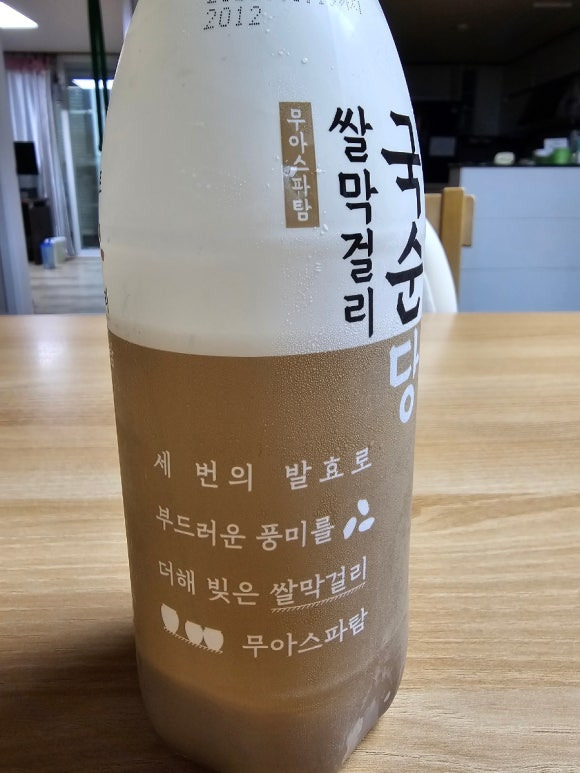 2012
국순당
쌀막걸리
무아스파탐
세 번의 발효로
부드러운 풍미를
더해 빚은 쌀막걸리
무아스파탐